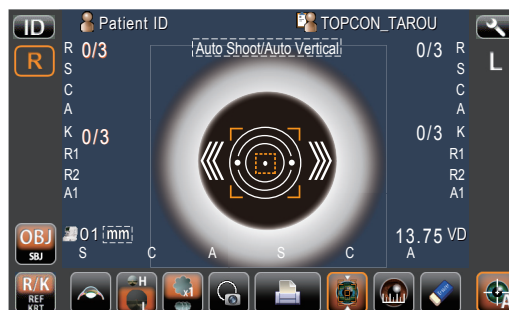 ID Patient ID TOPCON_TAROU
R R 0/3 Auto Shoot/Auto Vertical 0/3 R L
S S
C C
A A
K 0/3 0/3 K
R1 R1
R2 R2
A1 A1
OBJ SBJ 01 mm 13.75 VD
S C A S C A
R/K REF KRT H L x1 A